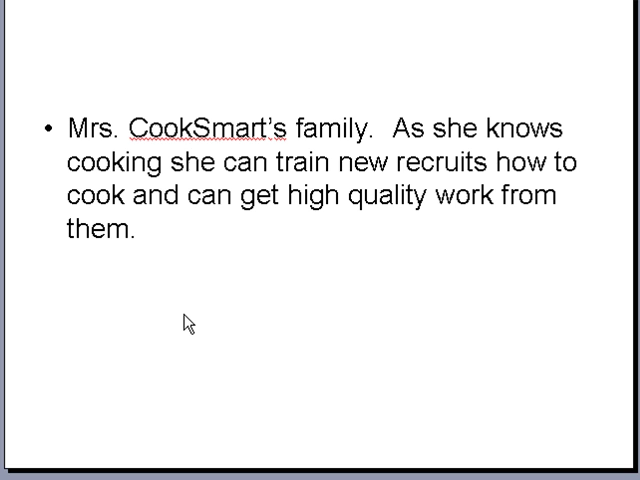 • Mrs. CookSmart's family.  As she knows
cooking she can train new recruits how to
cook and can get high quality work from
them.